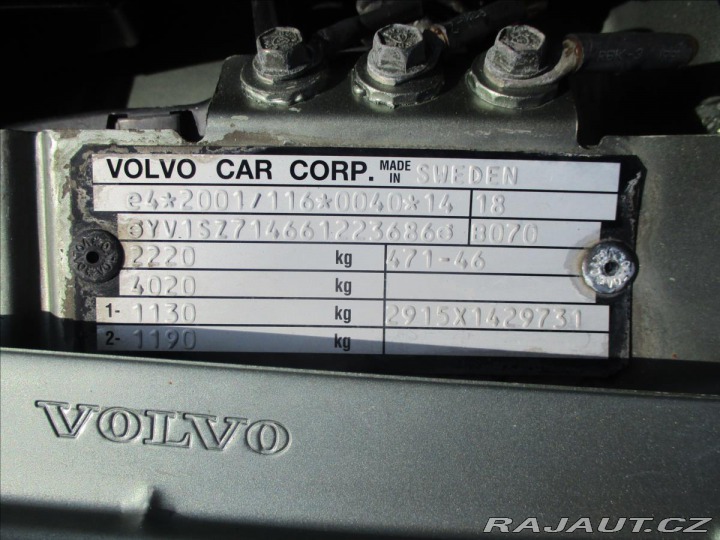 VOLVO CAR CORP. MADE IN SWEDEN
e4*2001/116*0040*14 18
YV1SZ714661223686 8070
2220 kg 471-46
4020 kg
1- 1130 kg 2915X1429731
2- 1190 kg
VOLVO
RAJAUT.CZ